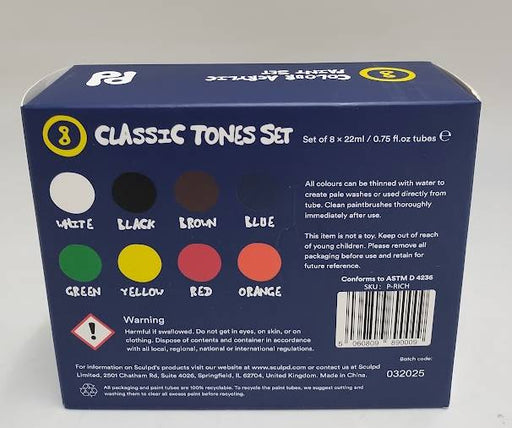 8 COLOUR ACRYLIC
PAINT SET
8 CLASSIC TONES SET Set of 8 x 22ml / 0.75 fl.oz tubes ℮
WHITE BLACK BROWN BLUE
GREEN YELLOW RED ORANGE
All colours can be thinned with water to
create pale washes or used directly from
tube. Clean paintbrushes thoroughly
immediately after use.
This item is not a toy. Keep out of reach
of young children. Please remove all
packaging before use and retain for
future reference.
Conforms to ASTM D 4236
SKU: P-RICH
5 060809 890009
Warning
Harmful if swallowed. Do not get in eyes, on skin, or on
clothing. Dispose of contents and container in accordance
with all local, regional, national or international regulations.
Batch code:
032025
For information on Sculpd's products visit our website at www.sculpd.com or contact us at Sculpd
Limited, 2501 Chatham Rd, Suite 4026, Springfield, IL 62704, United Kingdom. Made in China.
All packaging and paint tubes are 100% recyclable. To recycle the paint tubes, we suggest cutting and
washing them to clear all excess paint before recycling.